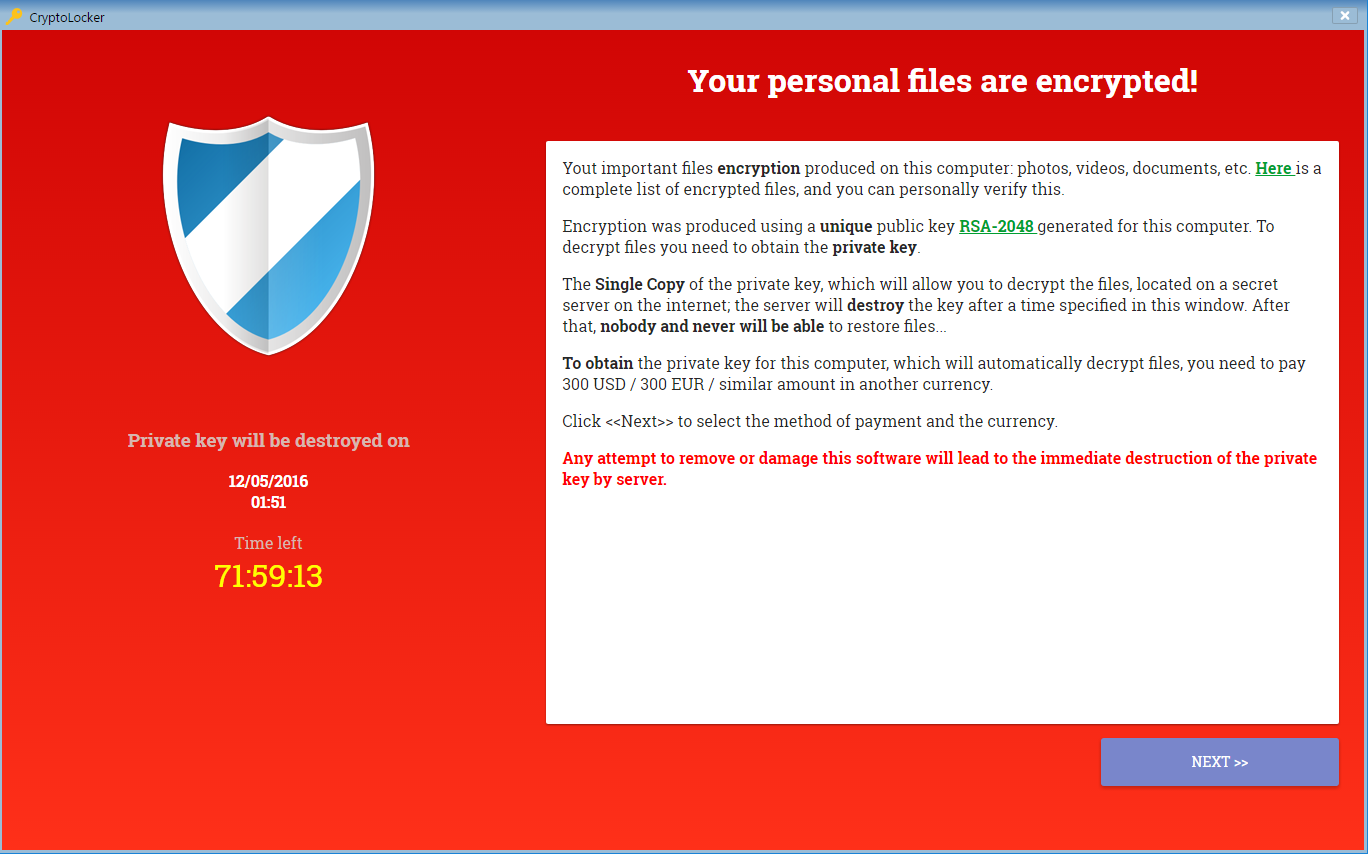 CryptoLocker
Your personal files are encrypted!
Yout important files encryption produced on this computer: photos, videos, documents, etc. Here is a
complete list of encrypted files, and you can personally verify this.
Encryption was produced using a unique public key RSA-2048 generated for this computer. To
decrypt files you need to obtain the private key.
The Single Copy of the private key, which will allow you to decrypt the files, located on a secret
server on the internet; the server will destroy the key after a time specified in this window. After
that, nobody and never will be able to restore files...
To obtain the private key for this computer, which will automatically decrypt files, you need to pay
300 USD / 300 EUR / similar amount in another currency.
Click <<Next>> to select the method of payment and the currency.
Any attempt to remove or damage this software will lead to the immediate destruction of the private
key by server.
Private key will be destroyed on
12/05/2016
01:51
Time left
71:59:13
NEXT >>